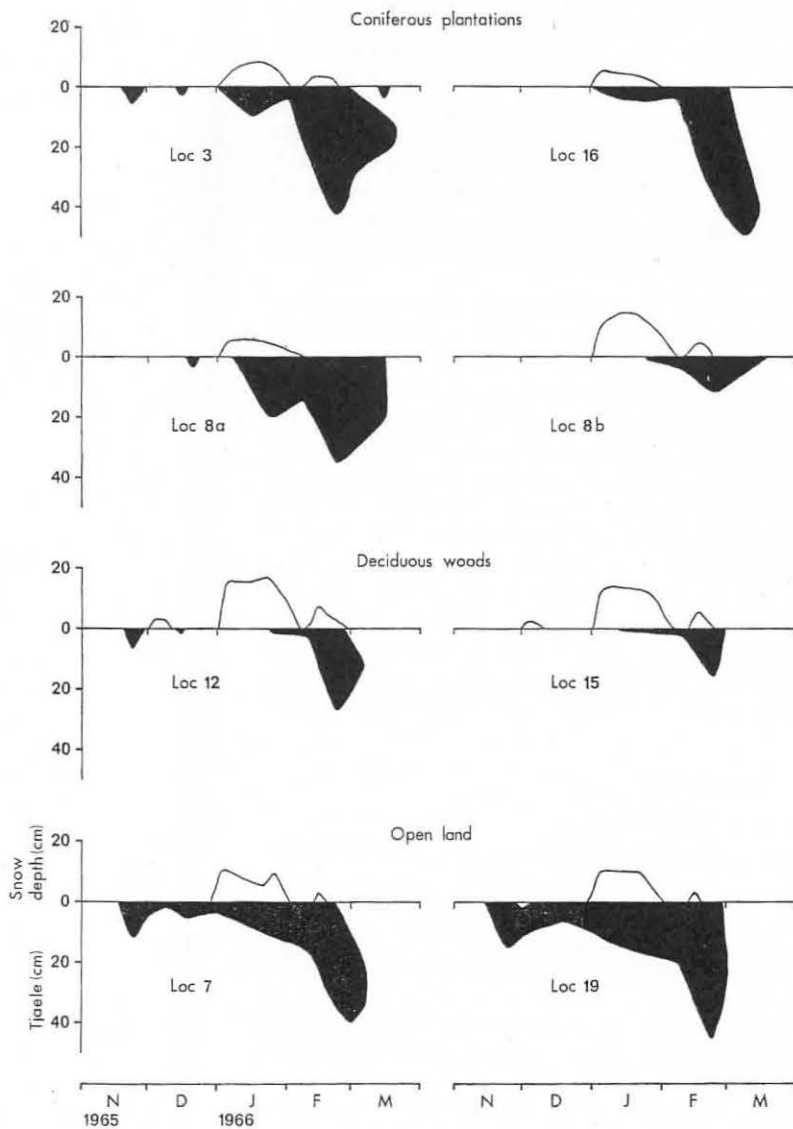 Coniferous plantations
20
0
20
40
Loc 3
Loc 16
20
0
20
40
Loc 8a
Loc 8b
Deciduous woods
20
0
20
40
Loc 12
Loc 15
Open land
Snow depth (cm)
Tjaele (cm)
20
0
20
40
Loc 7
Loc 19
N D J F M N D J F M
1965 1966